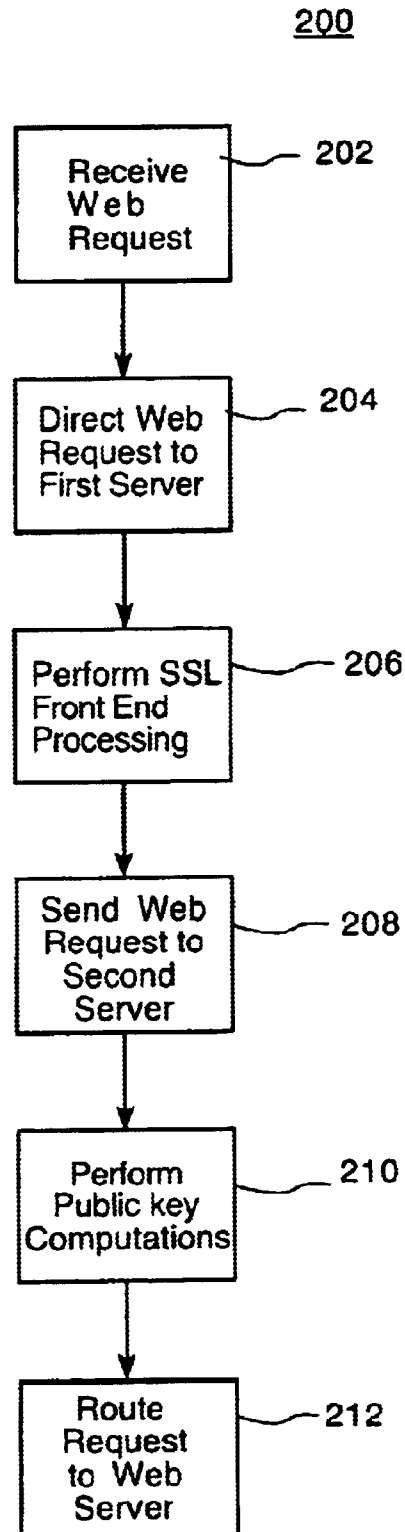 200
202
Receive
Web
Request
204
Direct Web
Request to
First Server
206
Perform SSL
Front End
Processing
208
Send Web
Request to
Second
Server
210
Perform
Public key
Computations
212
Route
Request
to Web
Server